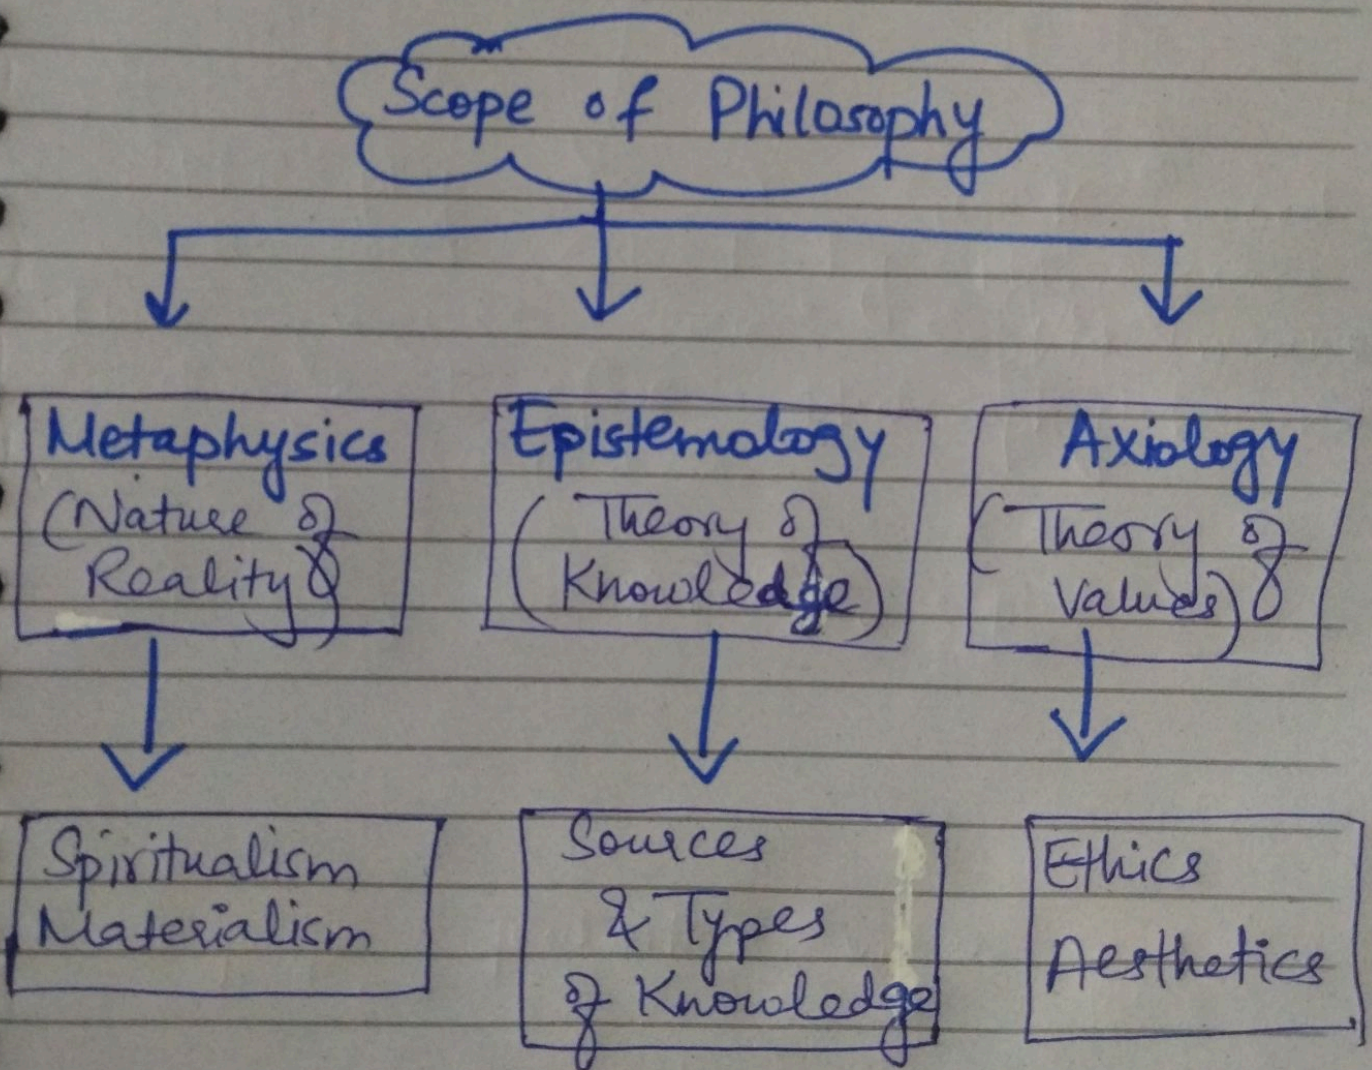 Scope of Philosophy
Metaphysics
(Nature of
Reality)
Epistemology
(Theory of
Knowledge)
Axiology
(Theory of
Values)
Spiritualism
Materialism
Sources
& Types
of Knowledge
Ethics
Aesthetics